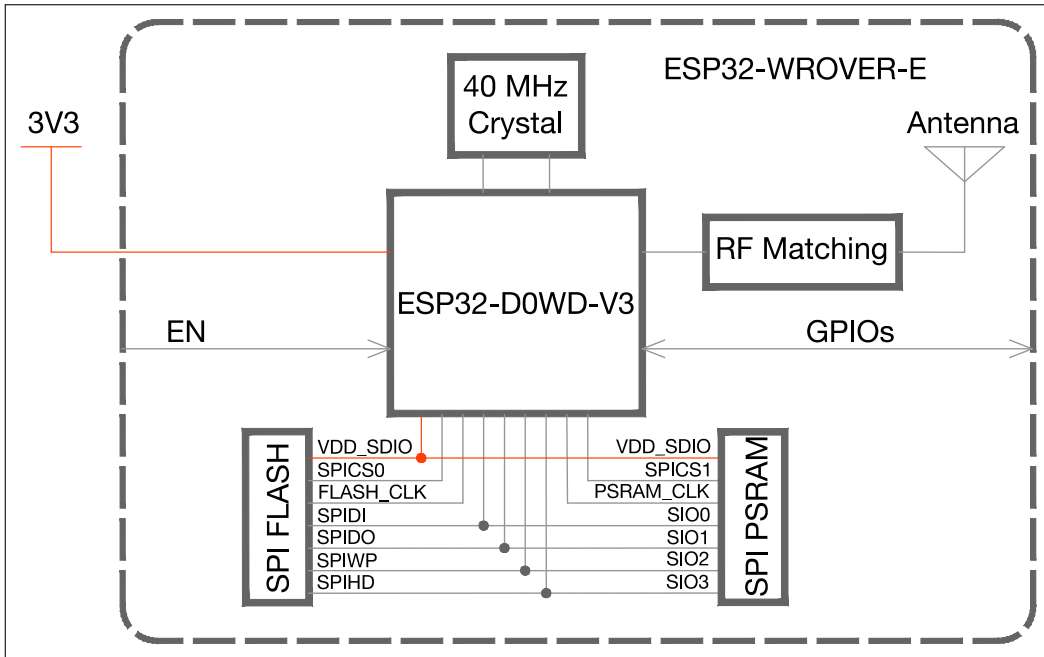 ESP32-WROVER-E
40 MHz
Crystal
3V3
Antenna
RF Matching
ESP32-D0WD-V3
EN
GPIOs
SPI FLASH
VDD_SDIO
SPICS0
FLASH_CLK
SPIDI
SPIDO
SPIWP
SPIHD
VDD_SDIO
SPICS1
PSRAM_CLK
SIO0
SIO1
SIO2
SIO3
SPI PSRAM